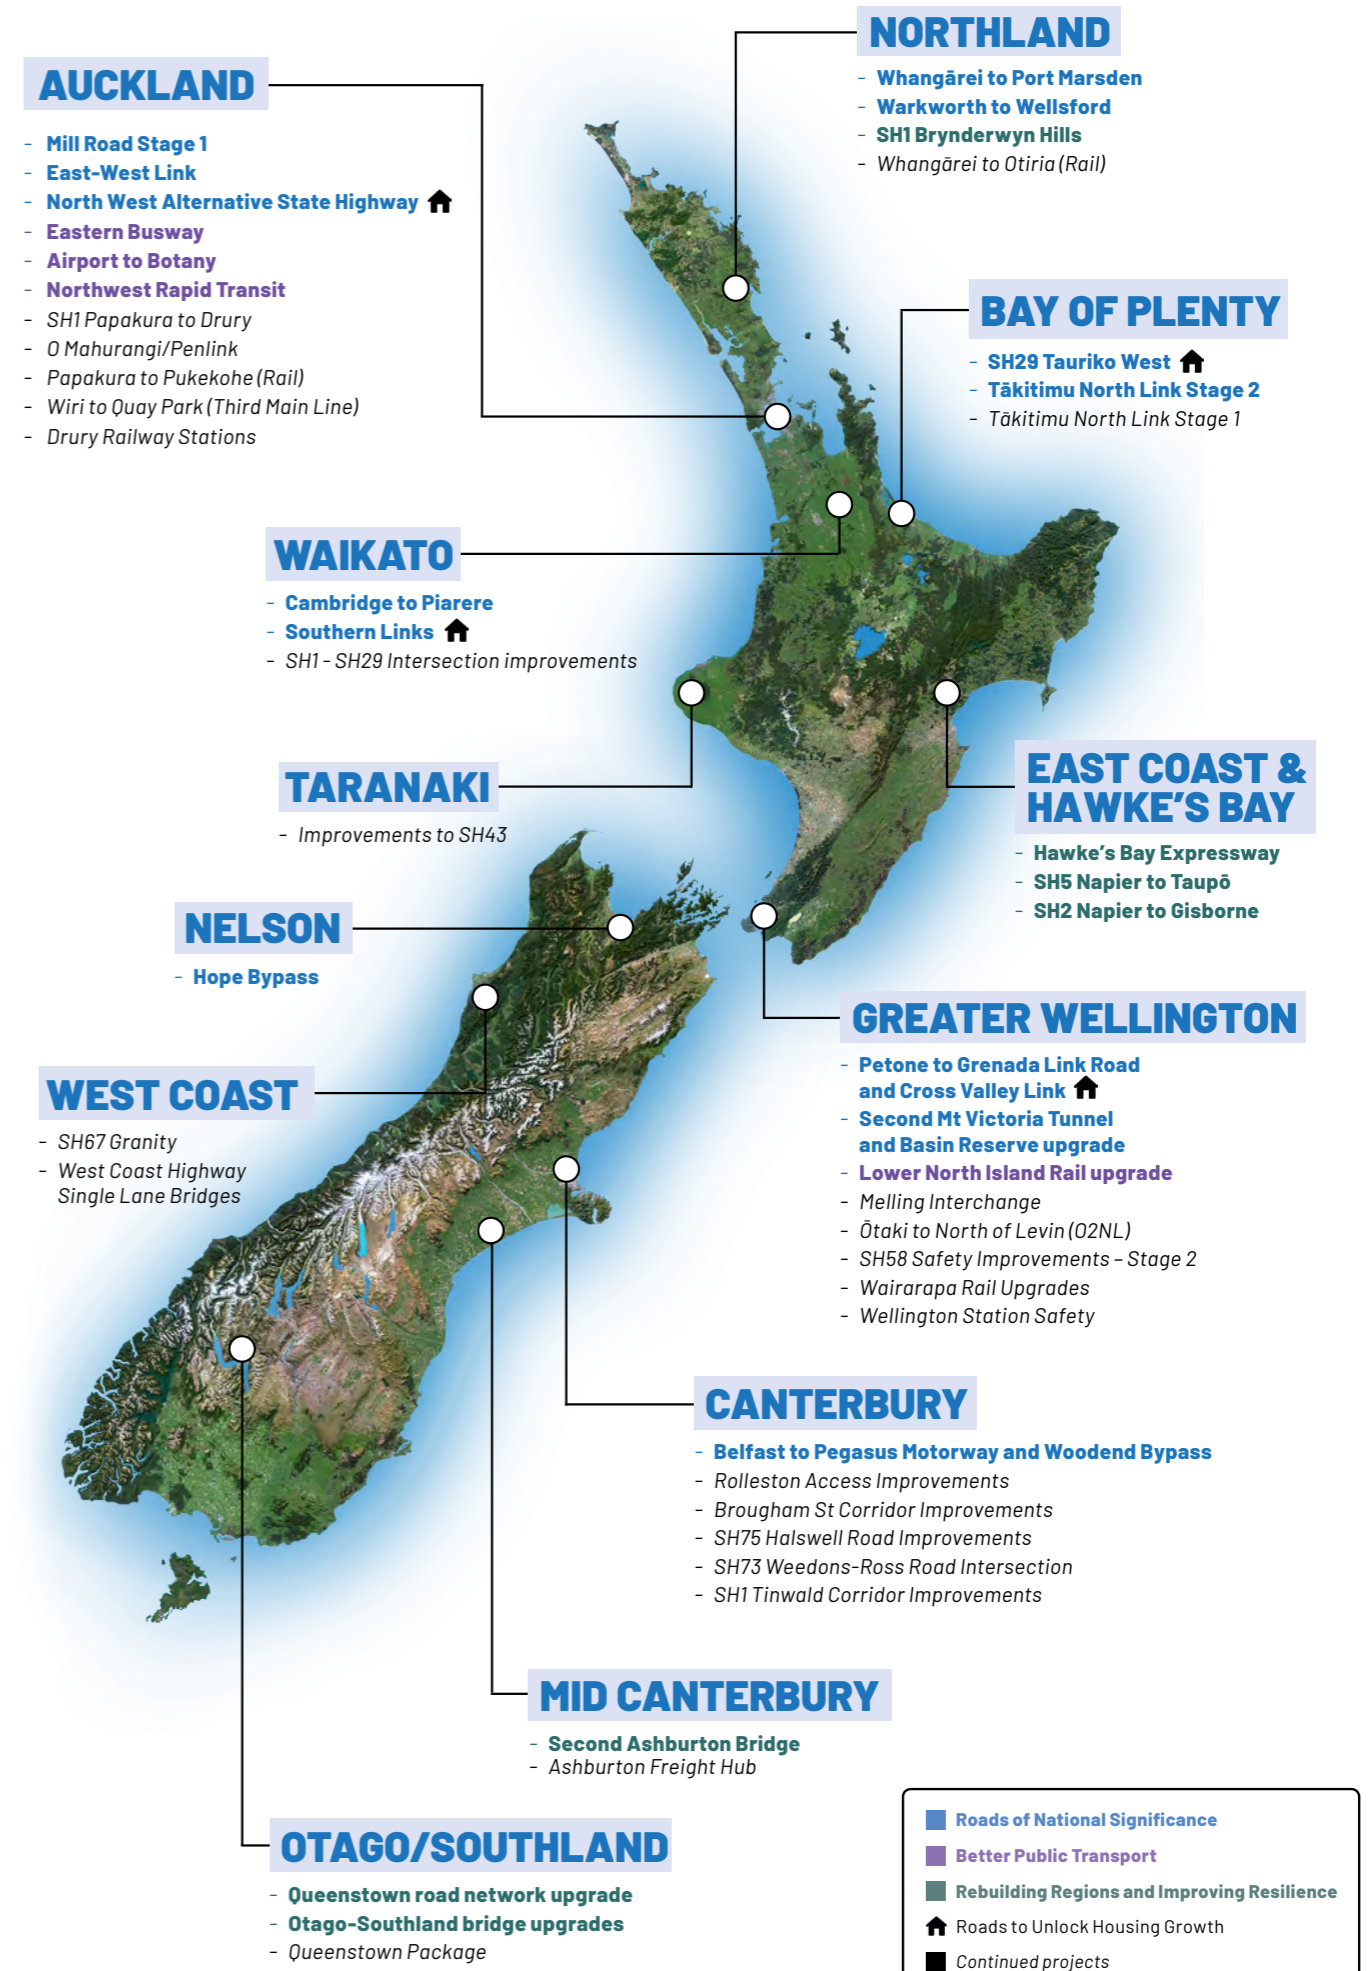 NORTHLAND
- Whangārei to Port Marsden
- Warkworth to Wellsford
- SH1 Brynderwyn Hills
- Whangārei to Otiria (Rail)
AUCKLAND
- Mill Road Stage 1
- East-West Link
- North West Alternative State Highway
- Eastern Busway
- Airport to Botany
- Northwest Rapid Transit
- SH1 Papakura to Drury
- O Mahurangi/Penlink
- Papakura to Pukekohe (Rail)
- Wiri to Quay Park (Third Main Line)
- Drury Railway Stations
BAY OF PLENTY
- SH29 Tauriko West
- Tākitimu North Link Stage 2
- Tākitimu North Link Stage 1
WAIKATO
- Cambridge to Piarere
- Southern Links
- SH1 - SH29 Intersection improvements
TARANAKI
- Improvements to SH43
EAST COAST &
HAWKE'S BAY
- Hawke's Bay Expressway
- SH5 Napier to Taupō
- SH2 Napier to Gisborne
NELSON
- Hope Bypass
GREATER WELLINGTON
- Petone to Grenada Link Road
and Cross Valley Link
- Second Mt Victoria Tunnel
and Basin Reserve upgrade
- Lower North Island Rail upgrade
- Melling Interchange
- Ōtaki to North of Levin (O2NL)
- SH58 Safety Improvements – Stage 2
- Wairarapa Rail Upgrades
- Wellington Station Safety
WEST COAST
- SH67 Granity
- West Coast Highway
Single Lane Bridges
CANTERBURY
- Belfast to Pegasus Motorway and Woodend Bypass
- Rolleston Access Improvements
- Brougham St Corridor Improvements
- SH75 Halswell Road Improvements
- SH73 Weedons-Ross Road Intersection
- SH1 Tinwald Corridor Improvements
MID CANTERBURY
- Second Ashburton Bridge
- Ashburton Freight Hub
OTAGO/SOUTHLAND
- Queenstown road network upgrade
- Otago-Southland bridge upgrades
- Queenstown Package
Roads of National Significance
Better Public Transport
Rebuilding Regions and Improving Resilience
Roads to Unlock Housing Growth
Continued projects